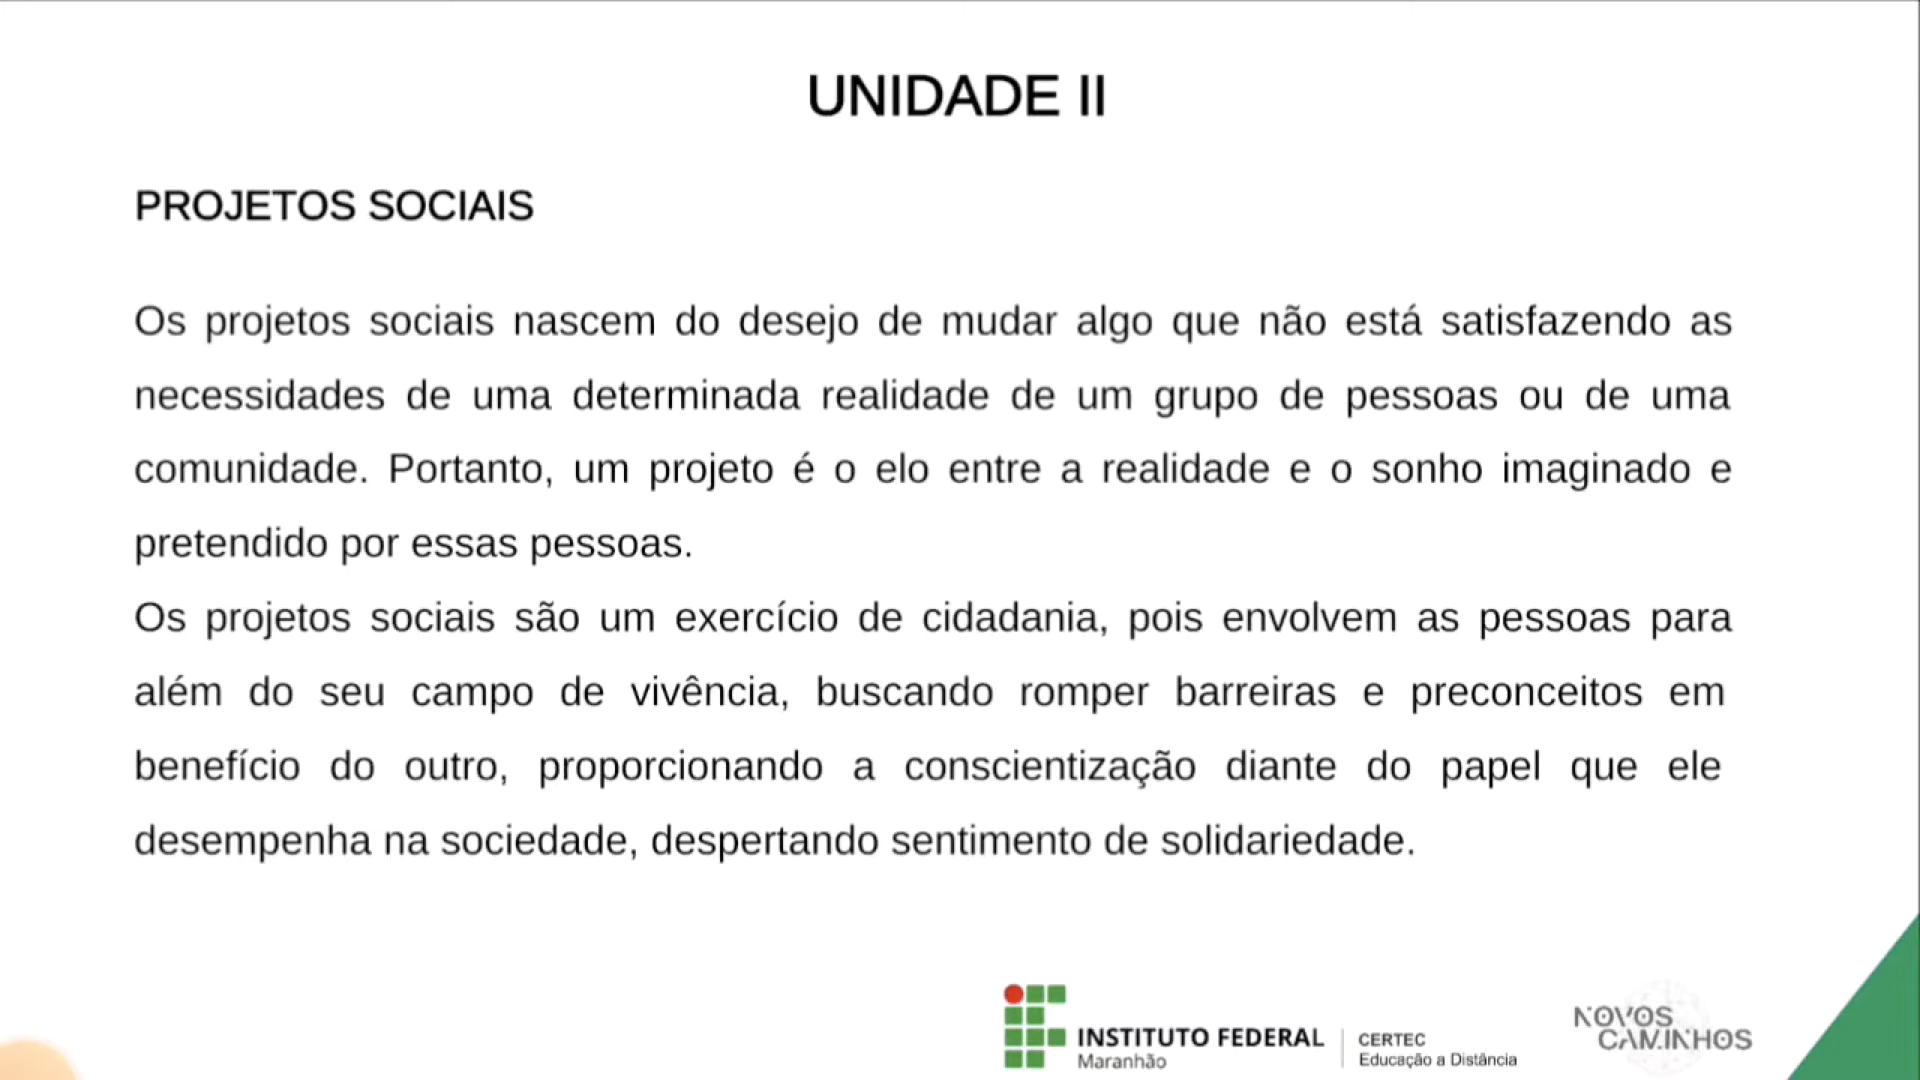 UNIDADE II
PROJETOS SOCIAIS
Os projetos sociais nascem do desejo de mudar algo que não está satisfazendo as
necessidades de uma determinada realidade de um grupo de pessoas ou de uma
comunidade. Portanto, um projeto é o elo entre a realidade e o sonho imaginado e
pretendido por essas pessoas.
Os projetos sociais são um exercício de cidadania, pois envolvem as pessoas para
além do seu campo de vivência, buscando romper barreiras e preconceitos em
benefício do outro, proporcionando a conscientização diante do papel que ele
desempenha na sociedade, despertando sentimento de solidariedade.
INSTITUTO FEDERAL
Maranhão
CERTEC
Educação a Distância
NOVOS
CAMINHOS